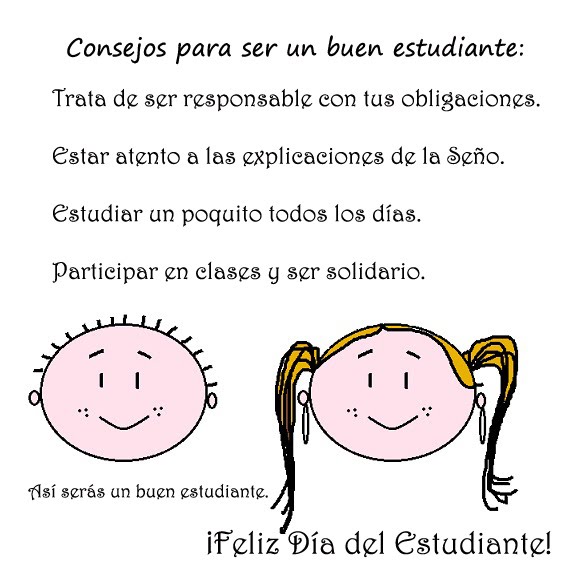 Consejos para ser un buen estudiante:
Trata de ser responsable con tus obligaciones.
Estar atento a las explicaciones de la Seño.
Estudiar un poquito todos los días.
Participar en clases y ser solidario.
Así serás un buen estudiante.
¡Feliz Día del Estudiante!